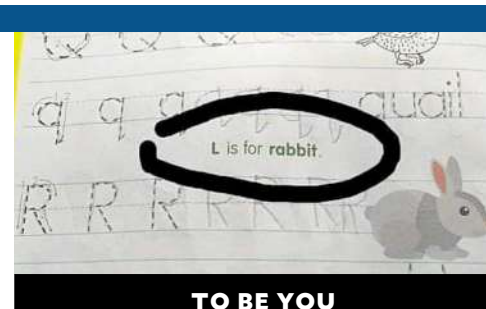 Q Q Q
q q q q q q q quail
L is for rabbit.
R R R R R R R
TO BE YOU